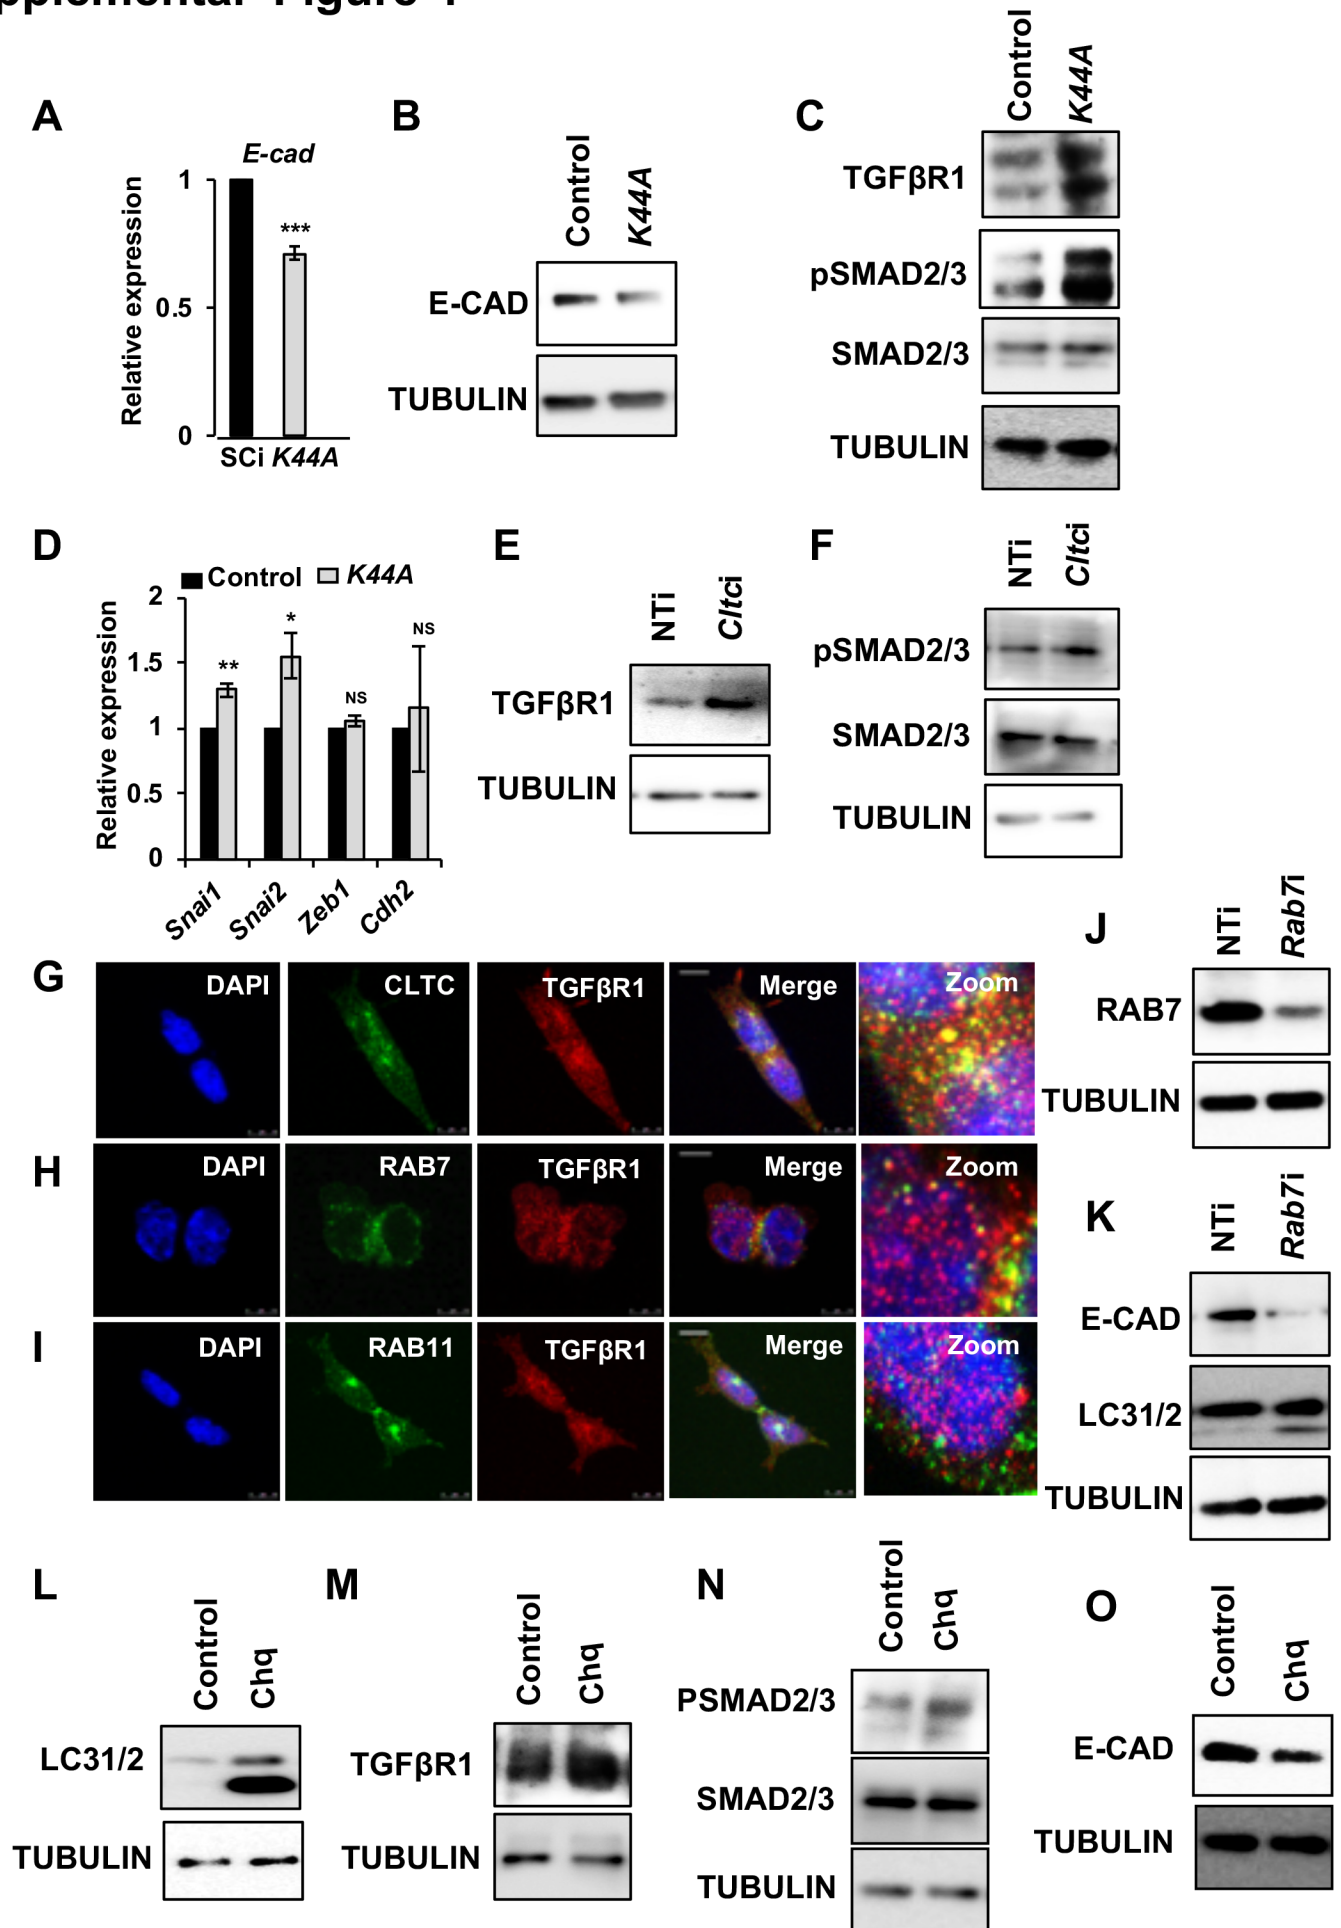 A
E-cad
Relative expression
1
***
0.5
0
SCi K44A
B
Control
K44A
E-CAD
TUBULIN
C
Control
K44A
TGFβR1
pSMAD2/3
SMAD2/3
TUBULIN
D
Control K44A
Relative expression
2
1.5
1
0.5
0
**
*
NS
NS
Snai1
Snai2
Zeb1
Cdh2
E
NTi
Cltci
TGFβR1
TUBULIN
F
NTi
Cltci
pSMAD2/3
SMAD2/3
TUBULIN
G
DAPI
CLTC
TGFβR1
Merge
Zoom
H
DAPI
RAB7
TGFβR1
Merge
Zoom
I
DAPI
RAB11
TGFβR1
Merge
Zoom
J
NTi
Rab7i
RAB7
TUBULIN
K
NTi
Rab7i
E-CAD
LC31/2
TUBULIN
L
Control
Chq
LC31/2
TUBULIN
M
Control
Chq
TGFβR1
TUBULIN
N
Control
Chq
PSMAD2/3
SMAD2/3
TUBULIN
O
Control
Chq
E-CAD
TUBULIN